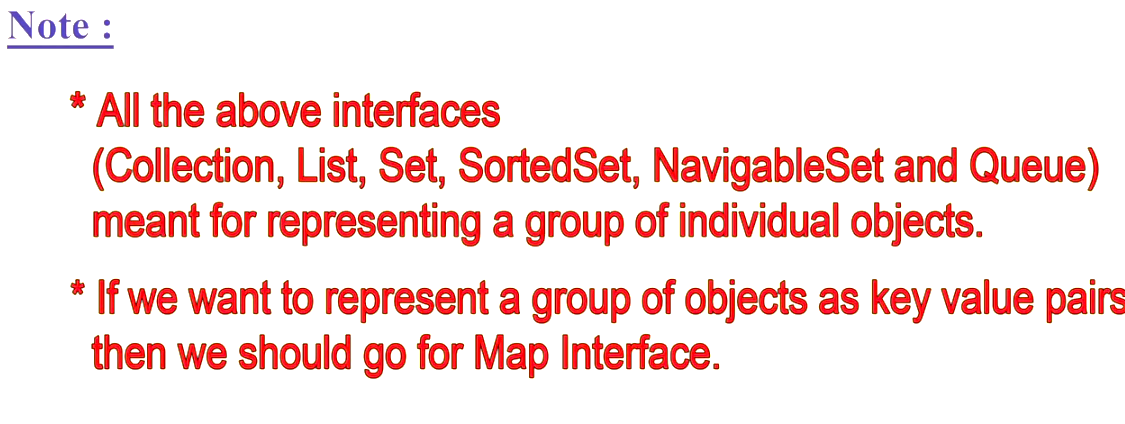 Note :
* All the above interfaces
(Collection, List, Set, SortedSet, NavigableSet and Queue)
meant for representing a group of individual objects.
* If we want to represent a group of objects as key value pairs
then we should go for Map Interface.